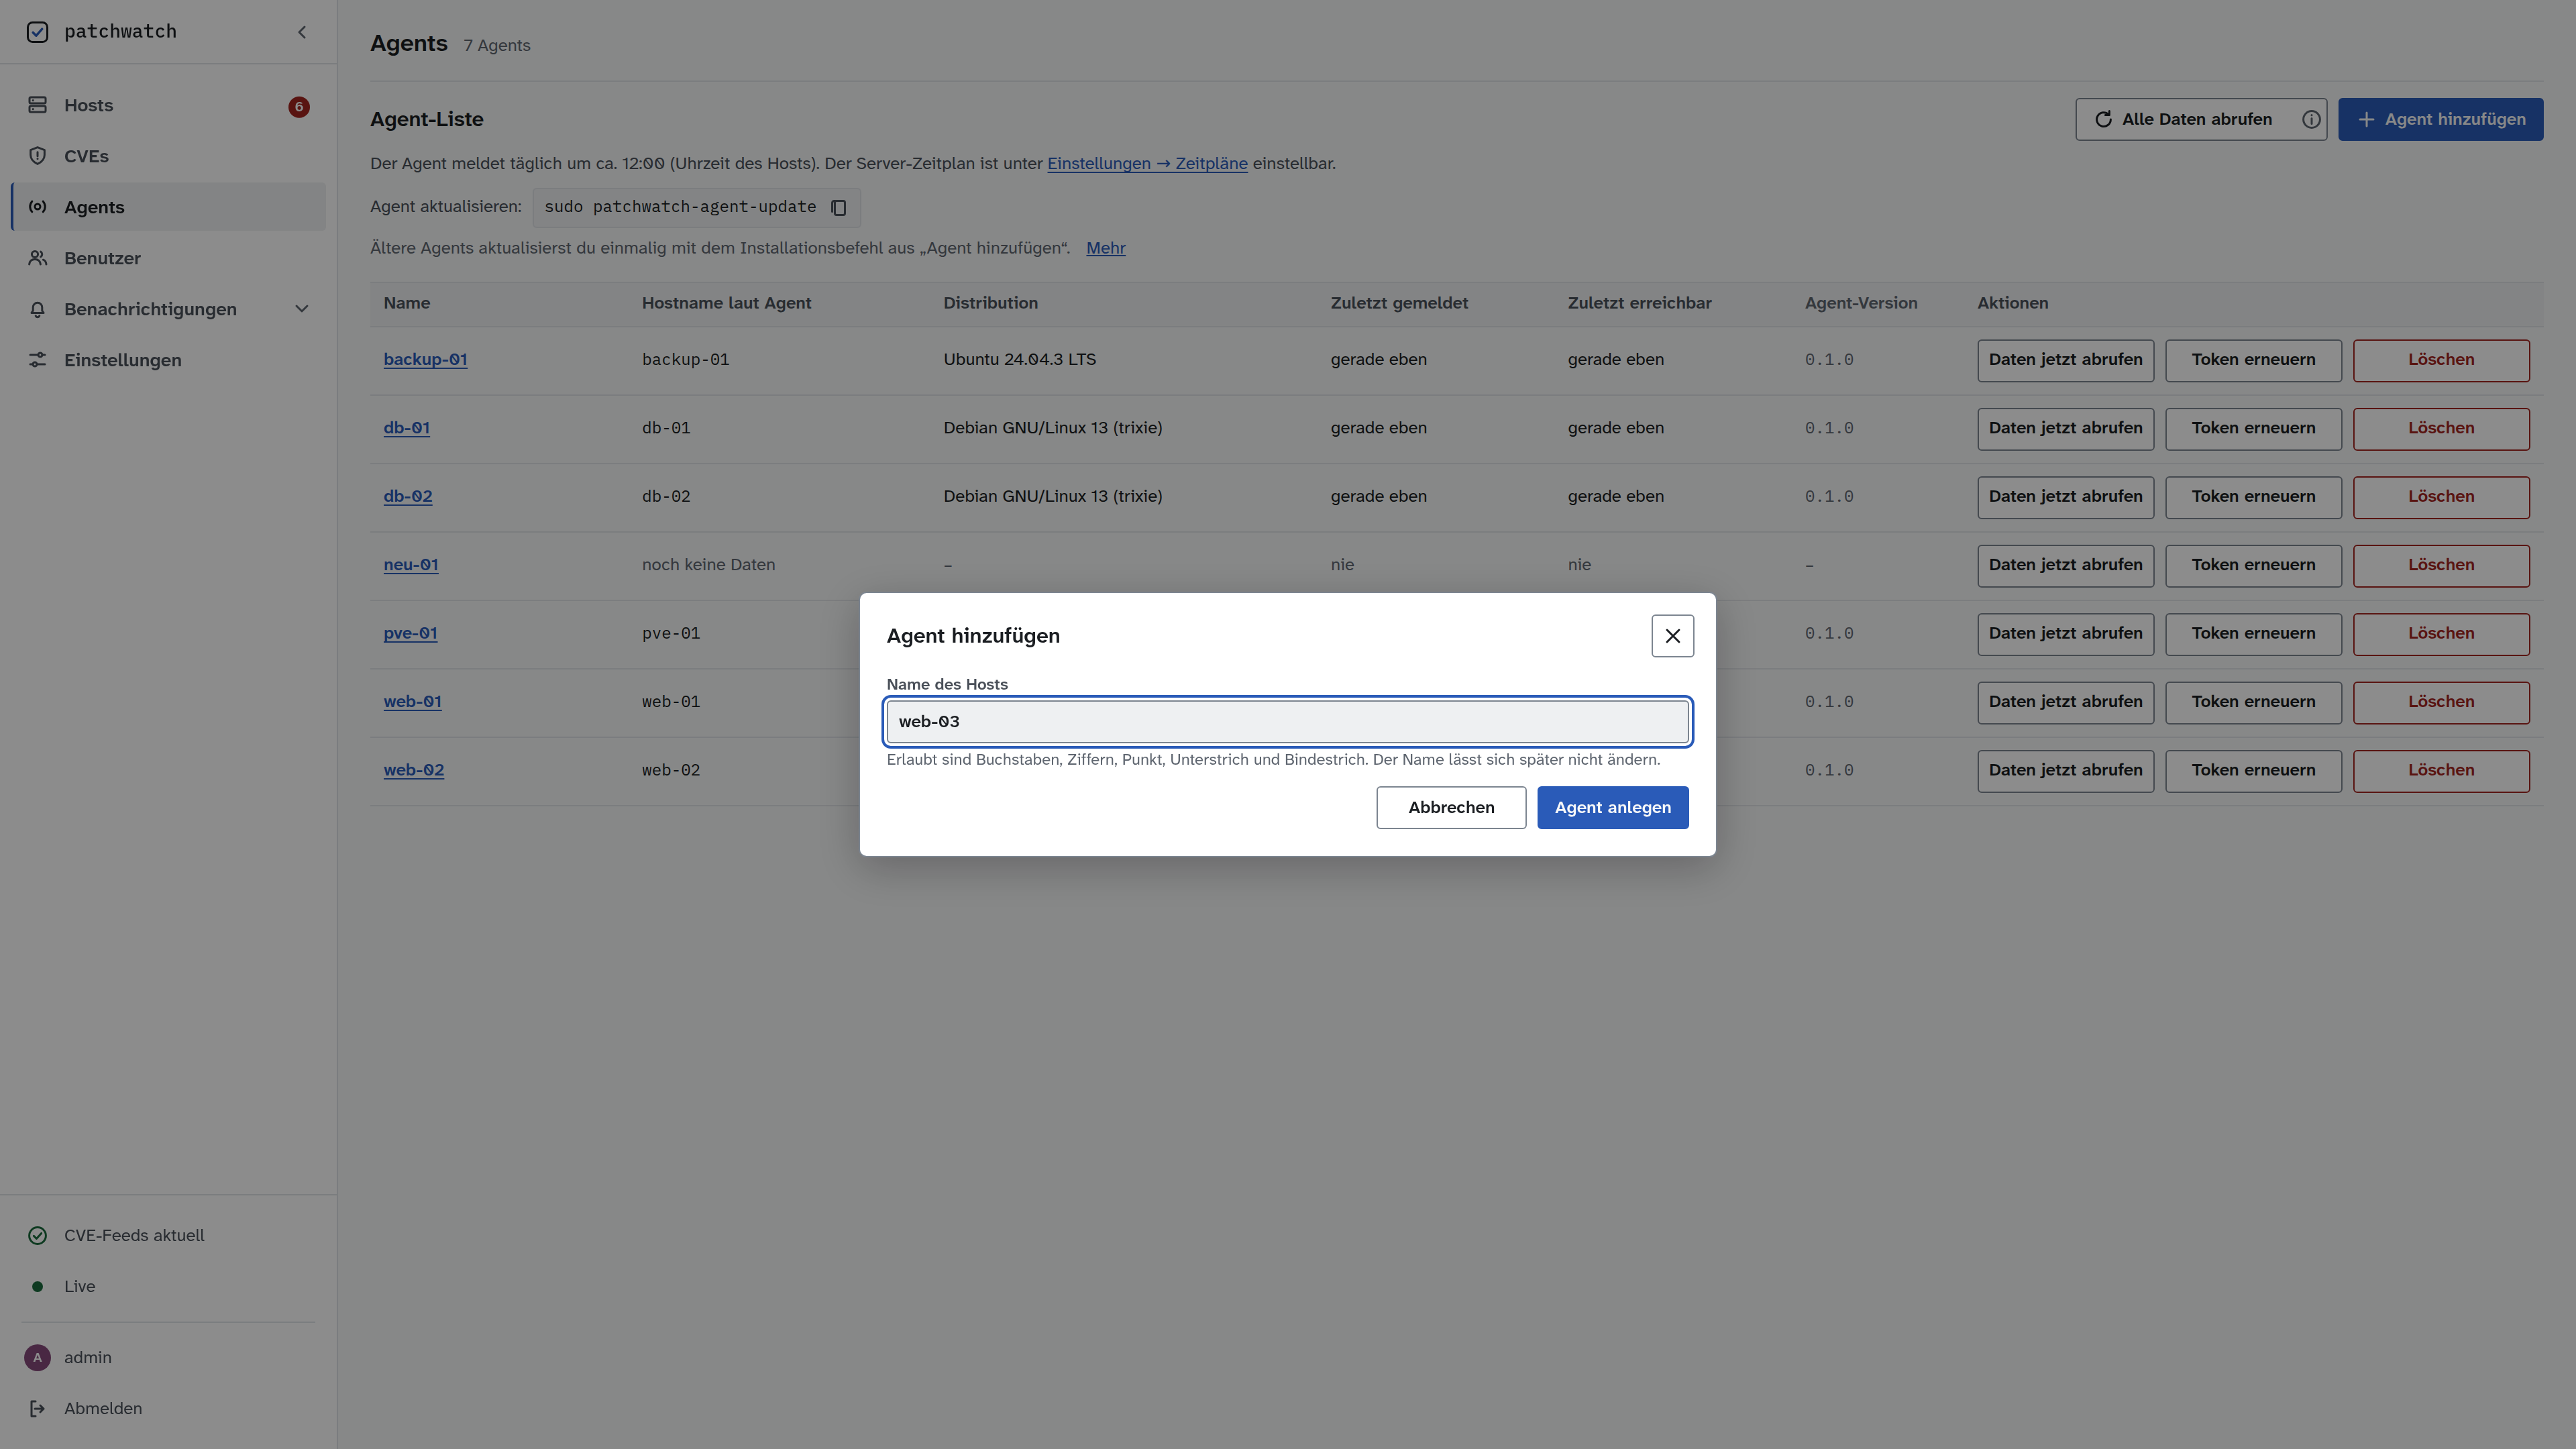 patchwatch
Hosts 6
CVEs
Agents
Benutzer
Benachrichtigungen
Einstellungen
CVE-Feeds aktuell
Live
A admin
Abmelden
Agents 7 Agents
Agent-Liste
Alle Daten abrufen
Agent hinzufügen
Der Agent meldet täglich um ca. 12:00 (Uhrzeit des Hosts). Der Server-Zeitplan ist unter Einstellungen → Zeitpläne einstellbar.
Agent aktualisieren: sudo patchwatch-agent-update
Ältere Agents aktualisierst du einmalig mit dem Installationsbefehl aus „Agent hinzufügen“. Mehr
Name Hostname laut Agent Distribution Zuletzt gemeldet Zuletzt erreichbar Agent-Version Aktionen
backup-01 backup-01 Ubuntu 24.04.3 LTS gerade eben gerade eben 0.1.0 Daten jetzt abrufen Token erneuern Löschen
db-01 db-01 Debian GNU/Linux 13 (trixie) gerade eben gerade eben 0.1.0 Daten jetzt abrufen Token erneuern Löschen
db-02 db-02 Debian GNU/Linux 13 (trixie) gerade eben gerade eben 0.1.0 Daten jetzt abrufen Token erneuern Löschen
neu-01 noch keine Daten – nie nie – Daten jetzt abrufen Token erneuern Löschen
pve-01 pve-01 0.1.0 Daten jetzt abrufen Token erneuern Löschen
web-01 web-01 0.1.0 Daten jetzt abrufen Token erneuern Löschen
web-02 web-02 0.1.0 Daten jetzt abrufen Token erneuern Löschen
Agent hinzufügen
Name des Hosts
web-03
Erlaubt sind Buchstaben, Ziffern, Punkt, Unterstrich und Bindestrich. Der Name lässt sich später nicht ändern.
Abbrechen Agent anlegen